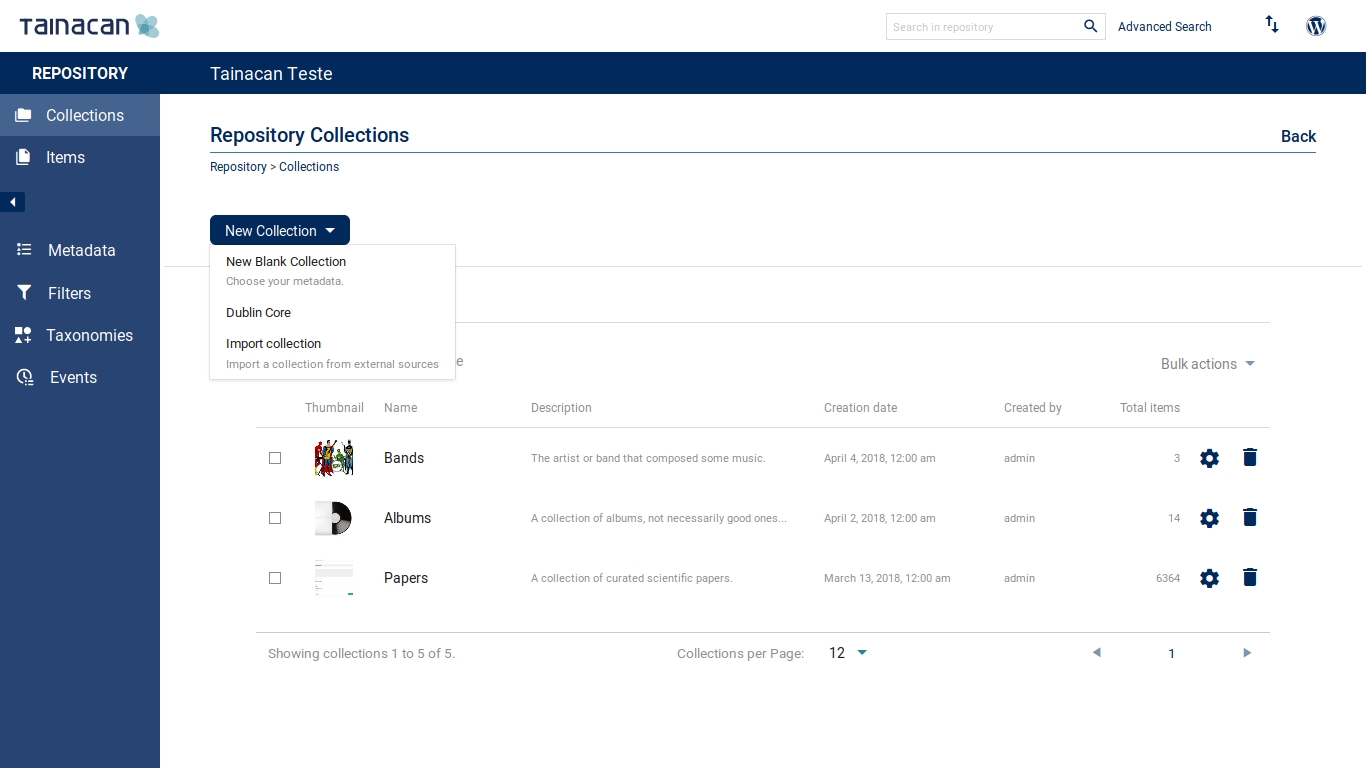 TAINACAN
Search in repository
Advanced Search
REPOSITORY
Tainacan Teste
Collections
Items
Metadata
Filters
Taxonomies
Events
Repository Collections
Back
Repository > Collections
New Collection
New Blank Collection
Choose your metadata.
Dublin Core
Import collection
Import a collection from external sources
e
Bulk actions
Thumbnail Name Description Creation date Created by Total items
Bands The artist or band that composed some music. April 4, 2018, 12:00 am admin 3
Albums A collection of albums, not necessarily good ones... April 2, 2018, 12:00 am admin 14
Papers A collection of curated scientific papers. March 13, 2018, 12:00 am admin 6364
Showing collections 1 to 5 of 5. Collections per Page: 12 1